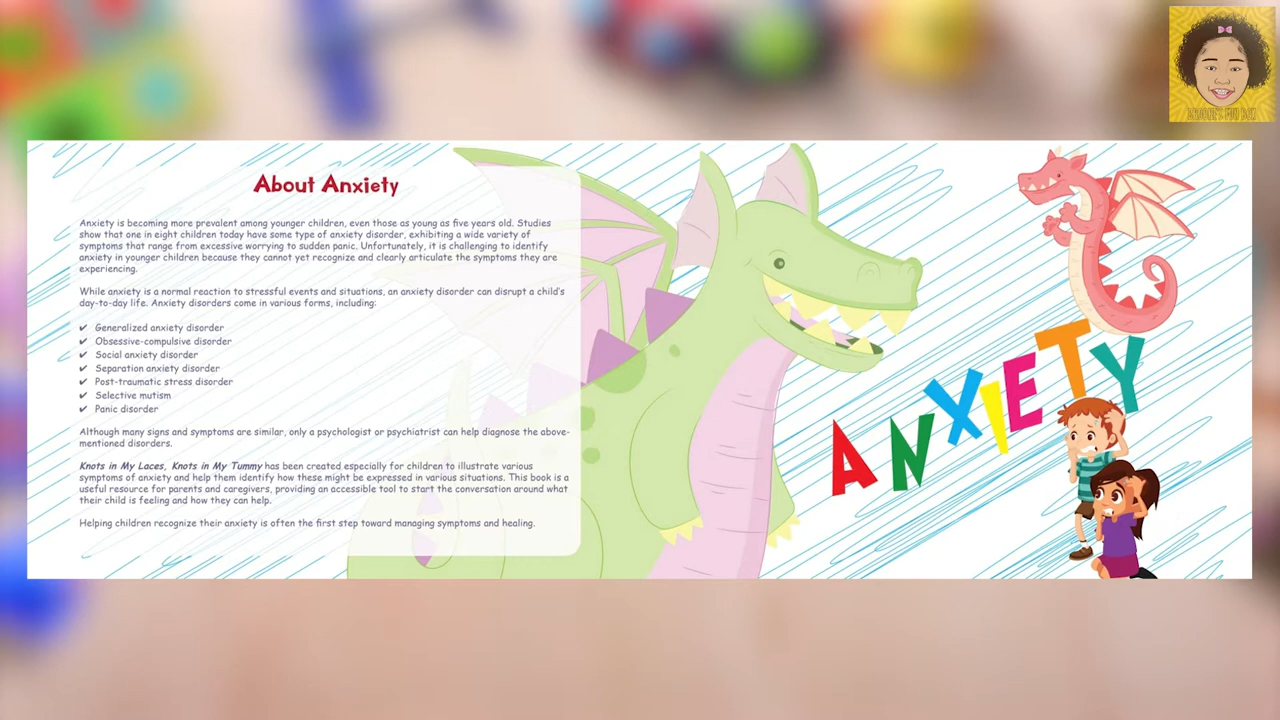 About Anxiety
Anxiety is becoming more prevalent among younger children, even those as young as five years old. Studies
show that one in eight children today have some type of anxiety disorder, exhibiting a wide variety of
symptoms that range from excessive worrying to sudden panic. Unfortunately, it is challenging to identify
anxiety in younger children because they cannot yet recognize and clearly articulate the symptoms they are
experiencing.
While anxiety is a normal reaction to stressful events and situations, an anxiety disorder can disrupt a child's
day-to-day life. Anxiety disorders come in various forms, including:
✔ Generalized anxiety disorder
✔ Obsessive-compulsive disorder
✔ Social anxiety disorder
✔ Separation anxiety disorder
✔ Post-traumatic stress disorder
✔ Selective mutism
✔ Panic disorder
Although many signs and symptoms are similar, only a psychologist or psychiatrist can help diagnose the above-
mentioned disorders.
Knots in My Laces, Knots in My Tummy has been created especially for children to illustrate various
symptoms of anxiety and help them identify how these might be expressed in various situations. This book is a
useful resource for parents and caregivers, providing an accessible tool to start the conversation around what
their child is feeling and how they can help.
Helping children recognize their anxiety is often the first step toward managing symptoms and healing.
ANXIETY